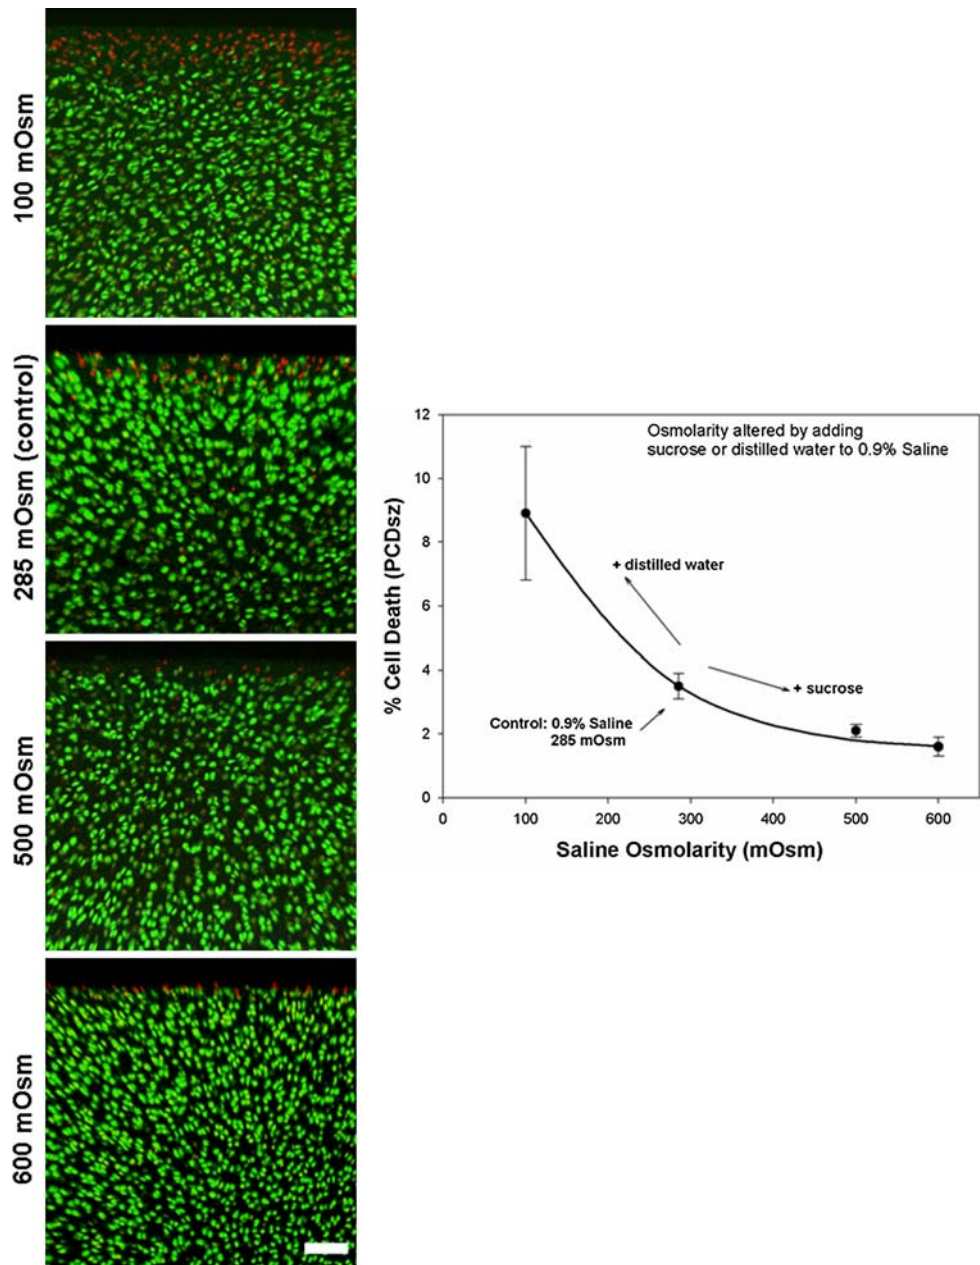 100 mOsm
285 mOsm (control)
500 mOsm
600 mOsm
% Cell Death (PCDsz)
12
10
8
6
4
2
0
Osmolarity altered by adding
sucrose or distilled water to 0.9% Saline
+ distilled water
+ sucrose
Control: 0.9% Saline
285 mOsm
0 100 200 300 400 500 600
Saline Osmolarity (mOsm)